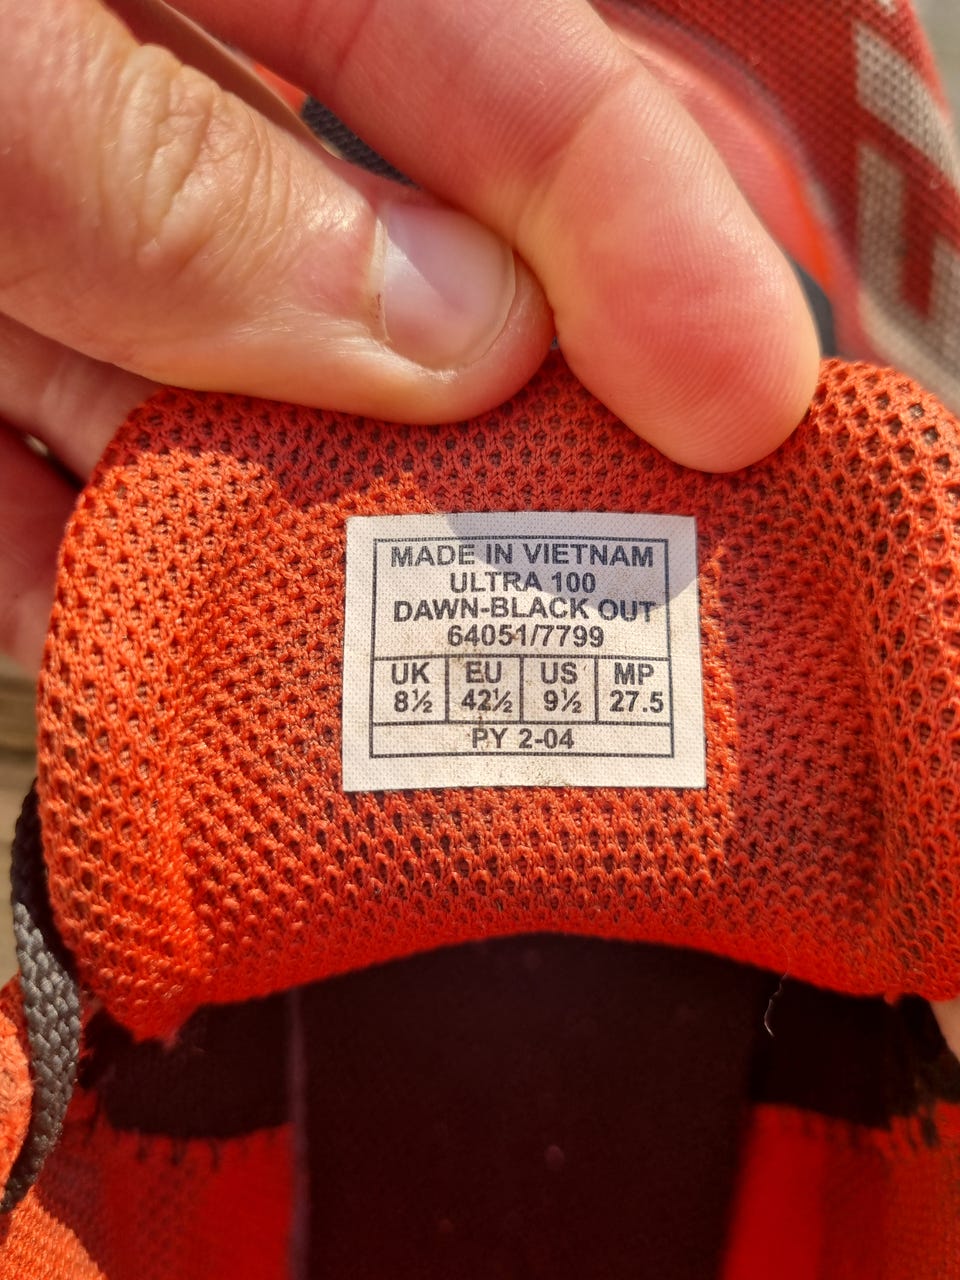 MADE IN VIETNAM
ULTRA 100
DAWN-BLACK OUT
64051/7799
UK EU US MP
8½ 42½ 9½ 27.5
PY 2-04